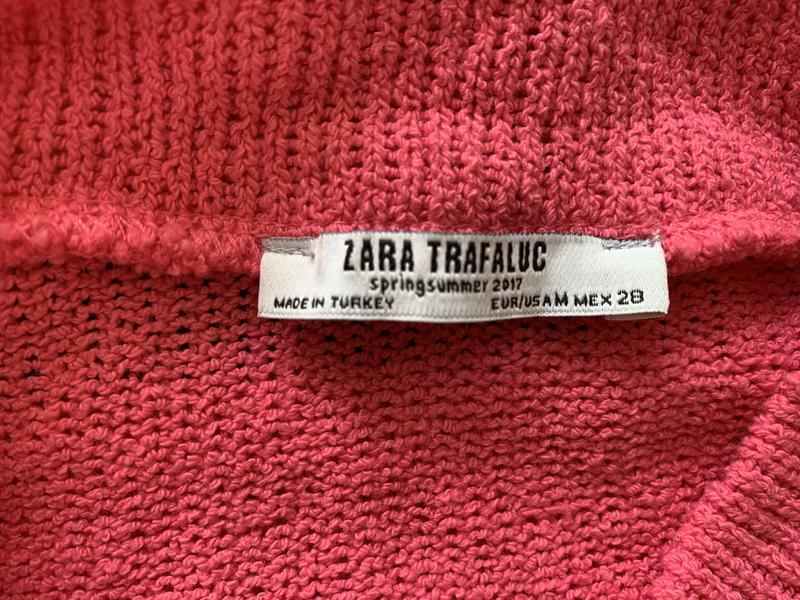 ZARA TRAFALUC
springsummer 2017
MADE IN TURKEY EUR/USA M MEX 28